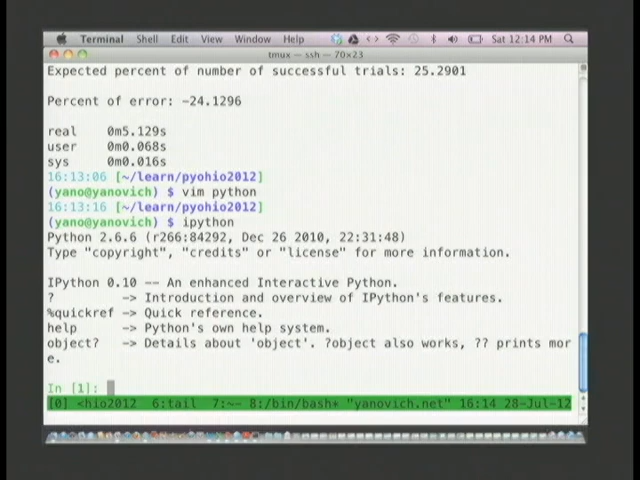 Terminal Shell Edit View Window Help Sat 12:14 PM
tmux — ssh — 70×23
Expected percent of number of successful trials: 25.2901
Percent of error: -24.1296
real 0m5.129s
user 0m0.068s
sys 0m0.016s
16:13:06 [~/learn/pyohio2012]
(yano@yanovich) $ vim python
16:13:16 [~/learn/pyohio2012]
(yano@yanovich) $ ipython
Python 2.6.6 (r266:84292, Dec 26 2010, 22:31:48)
Type "copyright", "credits" or "license" for more information.
IPython 0.10 -- An enhanced Interactive Python.
? -> Introduction and overview of IPython's features.
%quickref -> Quick reference.
help -> Python's own help system.
object? -> Details about 'object'. ?object also works, ?? prints mor
e.
In [1]:
[0] <hio2012 6:tail 7:~- 8:/bin/bash* "yanovich.net" 16:14 28-Jul-12